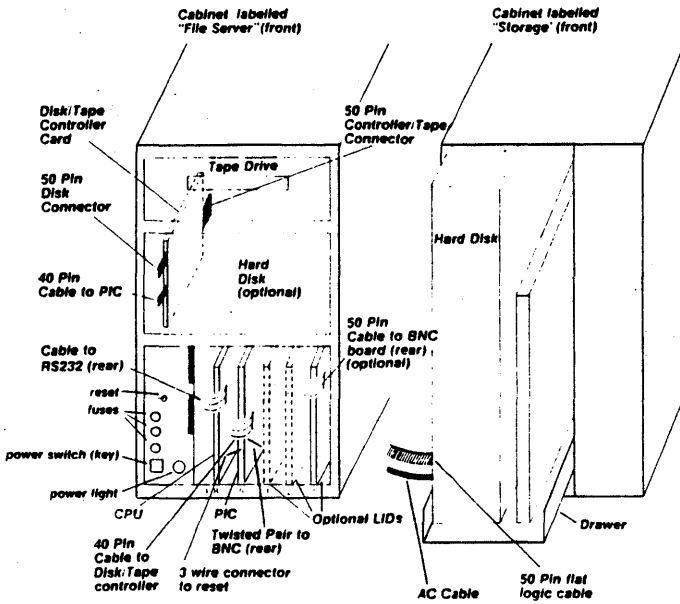 Cabinet labelled
"File Server" (front)
Cabinet labelled
"Storage' (front)
Disk/Tape
Controller
Card
50 Pin
Controller/Tape
Connector
Tape Drive
50 Pin
Disk
Connector
Hard Disk
Hard
Disk
(optional)
40 Pin
Cable to PIC
50 Pin
Cable to BNC
board (rear)
(optional)
Cable to
RS232 (rear)
reset
fuses
power switch (key)
power light
CPU
PIC
Optional LIDs
Twisted Pair to
BNC (rear)
Drawer
40 Pin
Cable to
Disk/Tape
controller
3 wire connector
to reset
AC Cable
50 Pin flat
logic cable